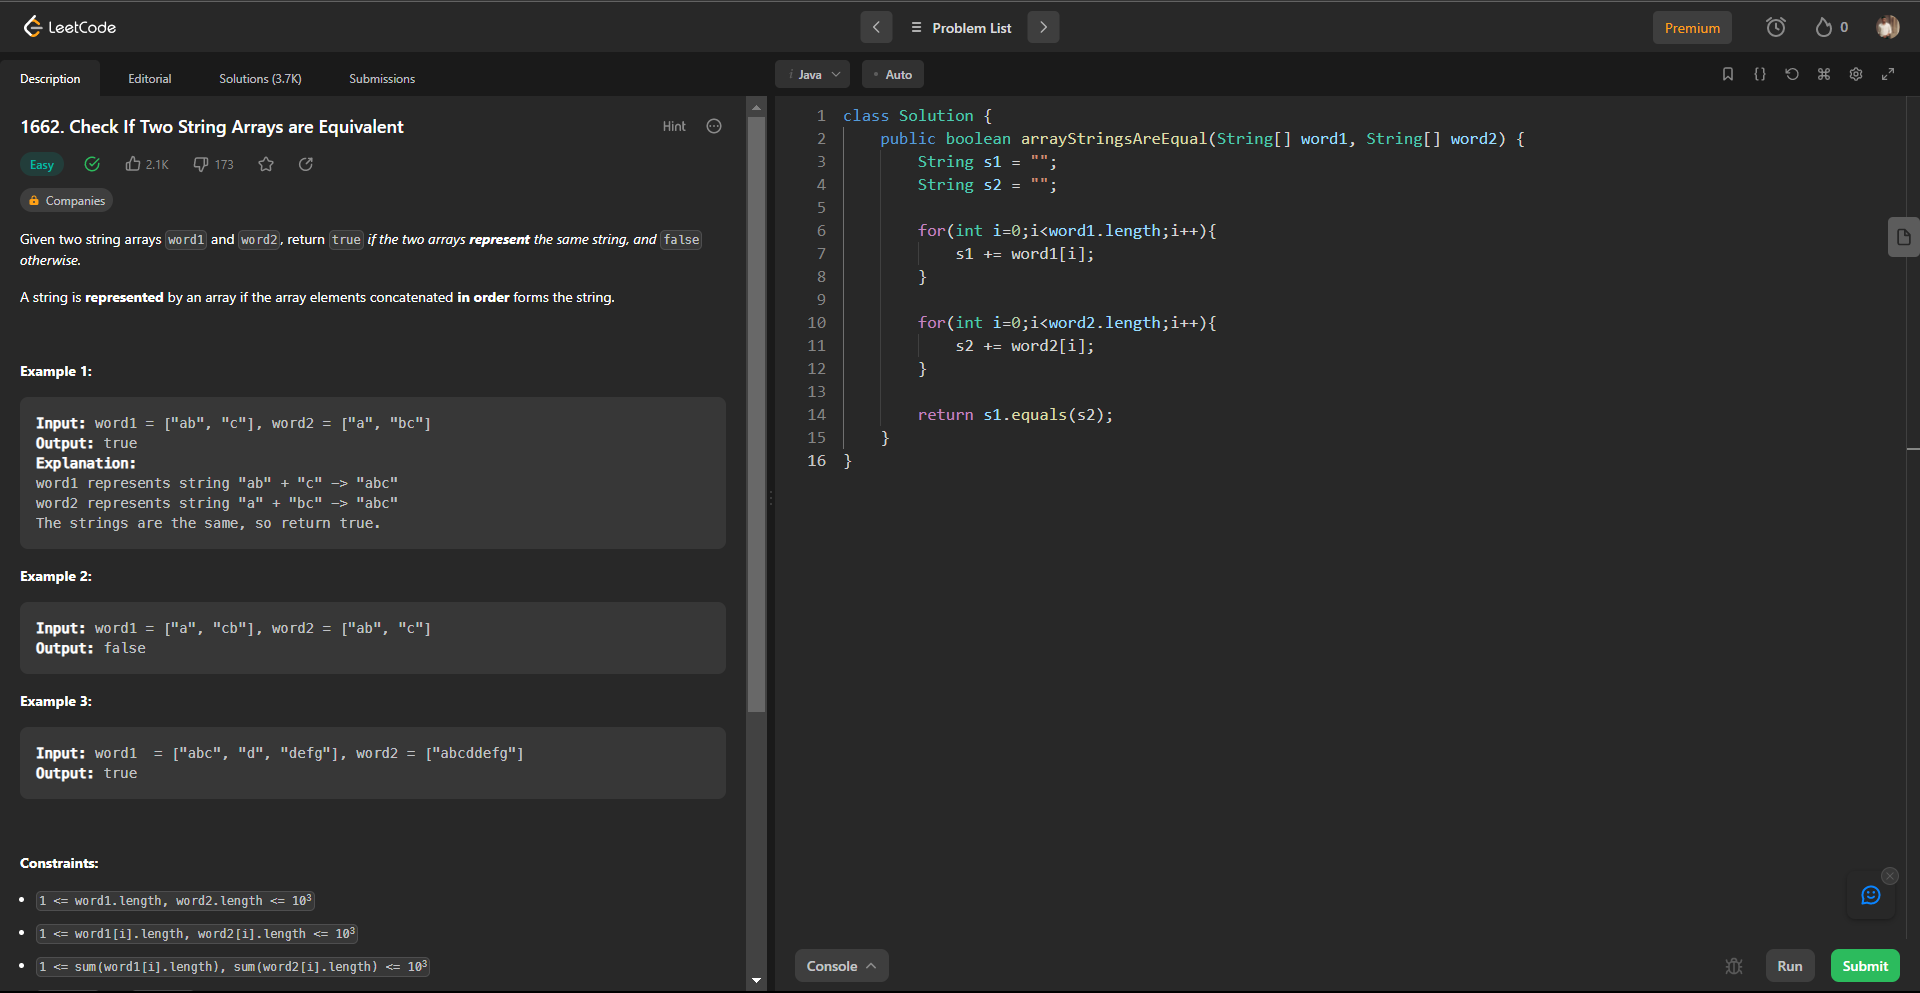 LeetCode
Problem List
Premium
0
Description
Editorial
Solutions (3.7K)
Submissions
1662. Check If Two String Arrays are Equivalent
Hint
Easy
2.1K
173
Companies
Given two string arrays word1 and word2, return true if the two arrays represent the same string, and false
otherwise.
A string is represented by an array if the array elements concatenated in order forms the string.
Example 1:
Input: word1 = ["ab", "c"], word2 = ["a", "bc"]
Output: true
Explanation:
word1 represents string "ab" + "c" -> "abc"
word2 represents string "a" + "bc" -> "abc"
The strings are the same, so return true.
Example 2:
Input: word1 = ["a", "cb"], word2 = ["ab", "c"]
Output: false
Example 3:
Input: word1  = ["abc", "d", "defg"], word2 = ["abcddefg"]
Output: true
Constraints:
• 1 <= word1.length, word2.length <= 10³
• 1 <= word1[i].length, word2[i].length <= 10³
• 1 <= sum(word1[i].length), sum(word2[i].length) <= 10³
i Java
• Auto
{}
1 class Solution {
2     public boolean arrayStringsAreEqual(String[] word1, String[] word2) {
3         String s1 = "";
4         String s2 = "";
5
6         for(int i=0;i<word1.length;i++){
7             s1 += word1[i];
8         }
9
10         for(int i=0;i<word2.length;i++){
11             s2 += word2[i];
12         }
13
14         return s1.equals(s2);
15     }
16 }
Console
Run
Submit